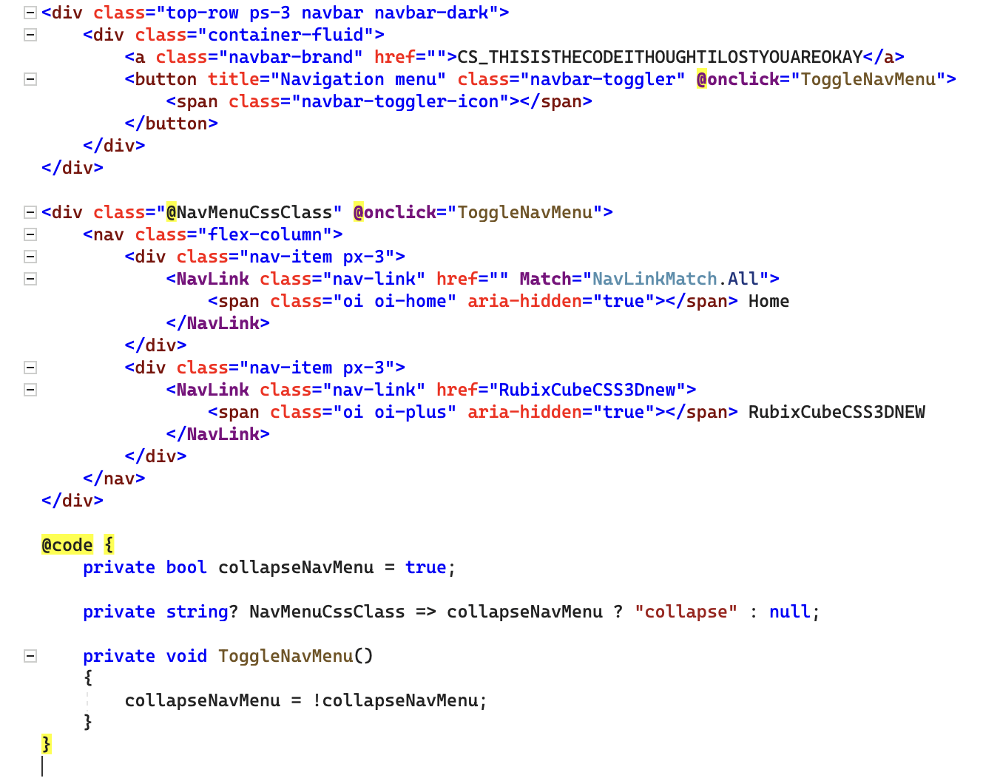 <div class="top-row ps-3 navbar navbar-dark">
    <div class="container-fluid">
        <a class="navbar-brand" href="">CS_THISISTHECODEITHOUGHTILOSTYOUAREOKAY</a>
        <button title="Navigation menu" class="navbar-toggler" @onclick="ToggleNavMenu">
            <span class="navbar-toggler-icon"></span>
        </button>
    </div>
</div>

<div class="@NavMenuCssClass" @onclick="ToggleNavMenu">
    <nav class="flex-column">
        <div class="nav-item px-3">
            <NavLink class="nav-link" href="" Match="NavLinkMatch.All">
                <span class="oi oi-home" aria-hidden="true"></span> Home
            </NavLink>
        </div>
        <div class="nav-item px-3">
            <NavLink class="nav-link" href="RubixCubeCSS3Dnew">
                <span class="oi oi-plus" aria-hidden="true"></span> RubixCubeCSS3DNEW
            </NavLink>
        </div>
    </nav>
</div>

@code {
    private bool collapseNavMenu = true;

    private string? NavMenuCssClass => collapseNavMenu ? "collapse" : null;

    private void ToggleNavMenu()
    {
        collapseNavMenu = !collapseNavMenu;
    }
}